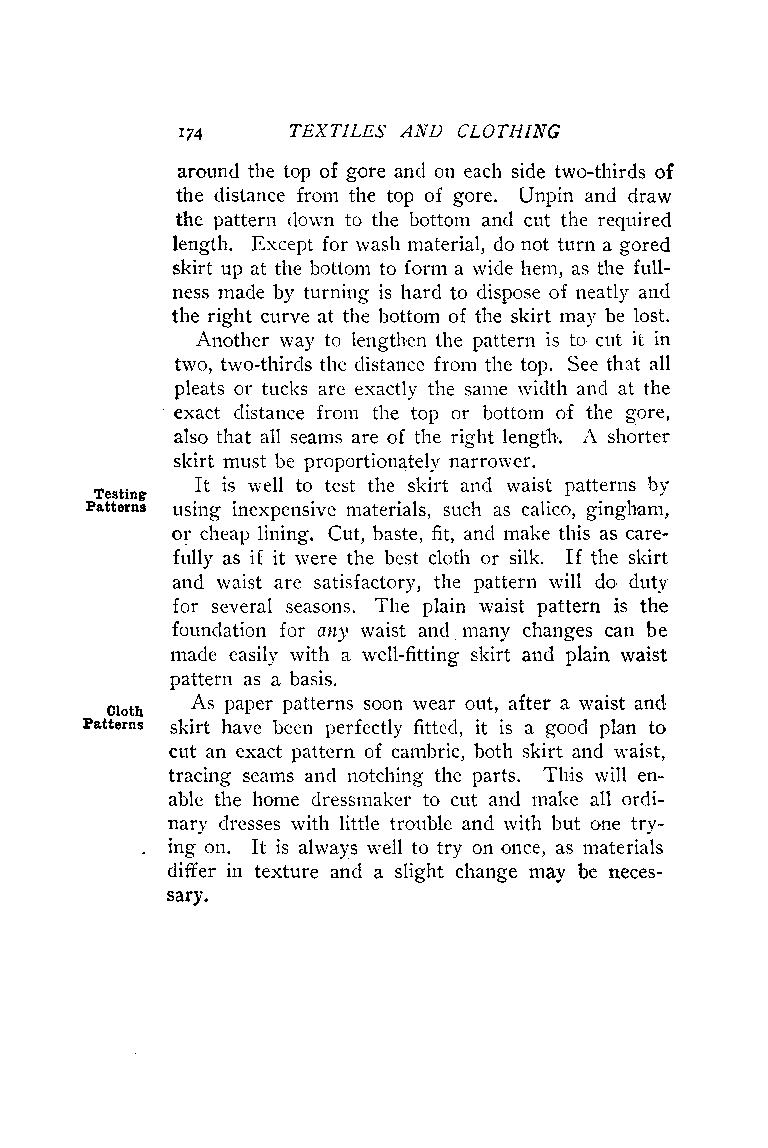 174 TEXTILES AND CLOTHING
around the top of gore and on each side two-thirds of
the distance from the top of gore. Unpin and draw
the pattern down to the bottom and cut the required
length. Except for wash material, do not turn a gored
skirt up at the bottom to form a wide hem, as the full-
ness made by turning is hard to dispose of neatly and
the right curve at the bottom of the skirt may be lost.
Another way to lengthen the pattern is to cut it in
two, two-thirds the distance from the top. See that all
pleats or tucks are exactly the same width and at the
exact distance from the top or bottom of the gore,
also that all seams are of the right length. A shorter
skirt must be proportionately narrower.
Testing
Patterns
It is well to test the skirt and waist patterns by
using inexpensive materials, such as calico, gingham,
or cheap lining. Cut, baste, fit, and make this as care-
fully as if it were the best cloth or silk. If the skirt
and waist are satisfactory, the pattern will do duty
for several seasons. The plain waist pattern is the
foundation for any waist and many changes can be
made easily with a well-fitting skirt and plain waist
pattern as a basis.
Cloth
Patterns
As paper patterns soon wear out, after a waist and
skirt have been perfectly fitted, it is a good plan to
cut an exact pattern of cambric, both skirt and waist,
tracing seams and notching the parts. This will en-
able the home dressmaker to cut and make all ordi-
nary dresses with little trouble and with but one try-
ing on. It is always well to try on once, as materials
differ in texture and a slight change may be neces-
sary.